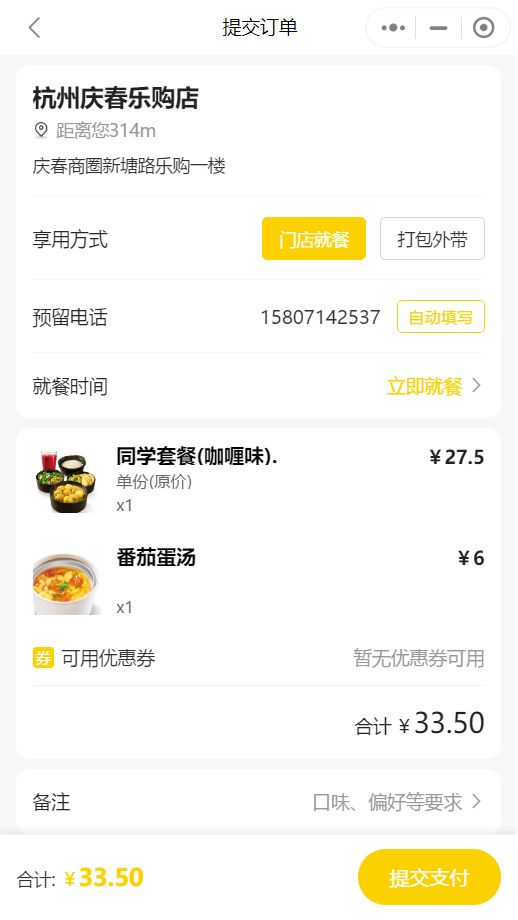 提交订单
杭州庆春乐购店
距离您314m
庆春商圈新塘路乐购一楼
享用方式 门店就餐 打包外带
预留电话 15807142537 自动填写
就餐时间 立即就餐
同学套餐(咖喱味). ¥27.5
单份(原价)
x1
番茄蛋汤 ¥6
x1
券 可用优惠券 暂无优惠券可用
合计 ¥33.50
备注 口味、偏好等要求
合计: ¥33.50 提交支付